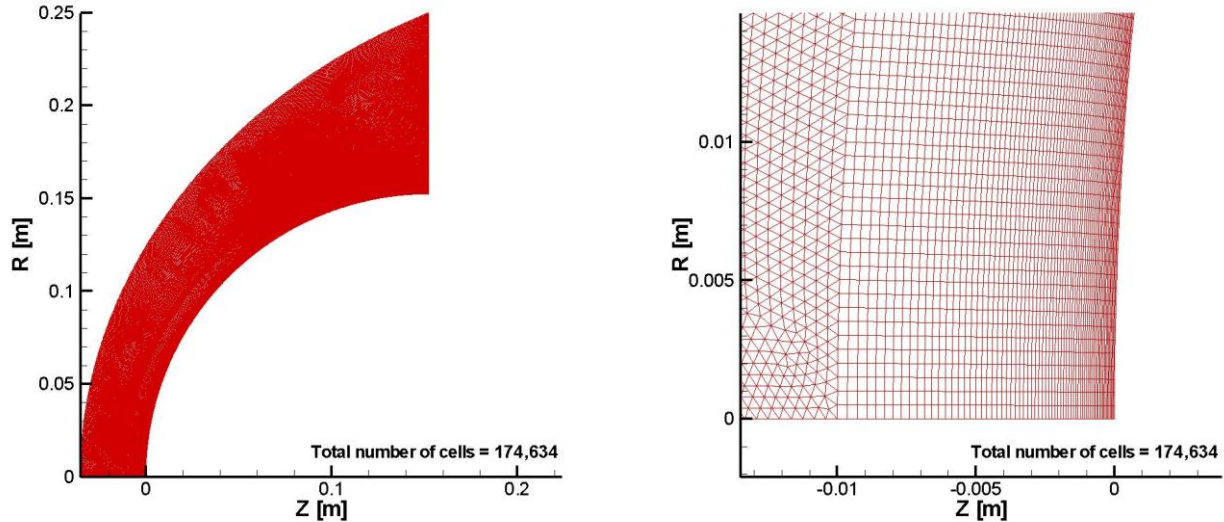 0.25
0.2
0.15
0.1
0.05
0
R [m]
0
0.1
0.2
Z [m]
Total number of cells = 174,634
0.01
0.005
0
R [m]
-0.01
-0.005
0
Z [m]
Total number of cells = 174,634